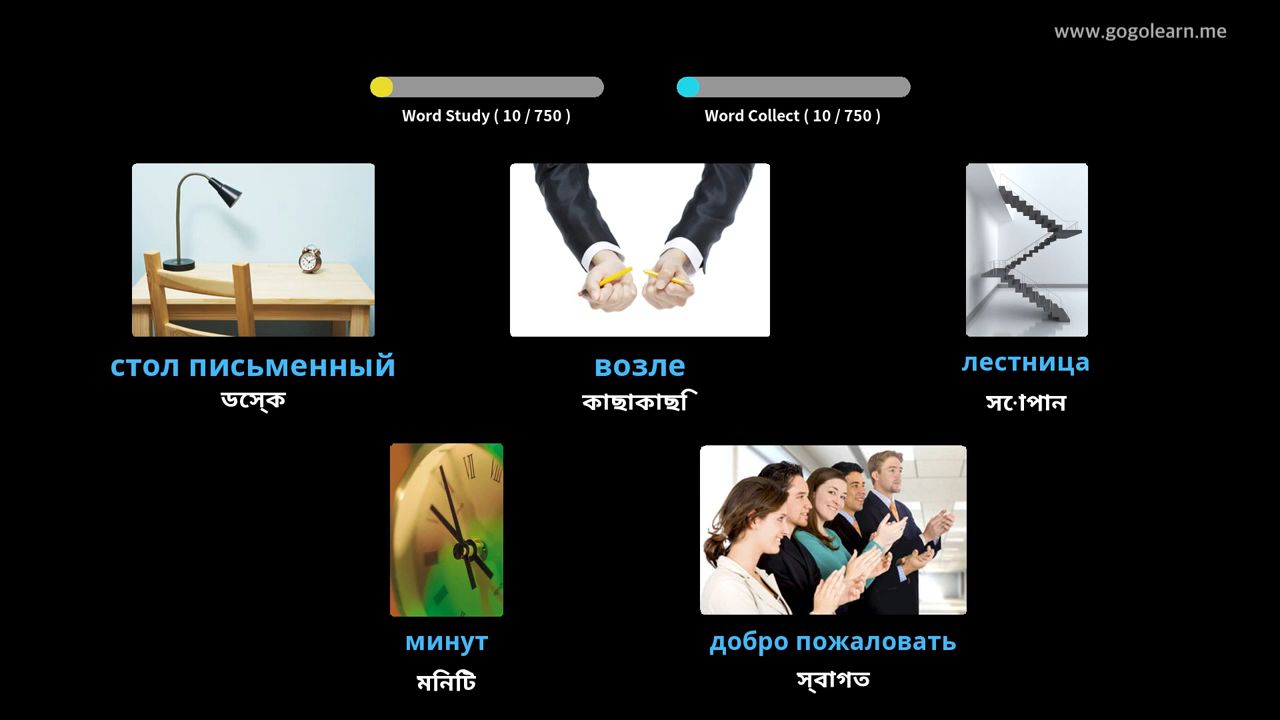 www.gogolearn.me
Word Study ( 10 / 750 )
Word Collect ( 10 / 750 )
стол письменный
ডেস্ক
возле
কাছাকাছি
лестница
সোপান
минут
মিনিট
добро пожаловать
স্বাগত